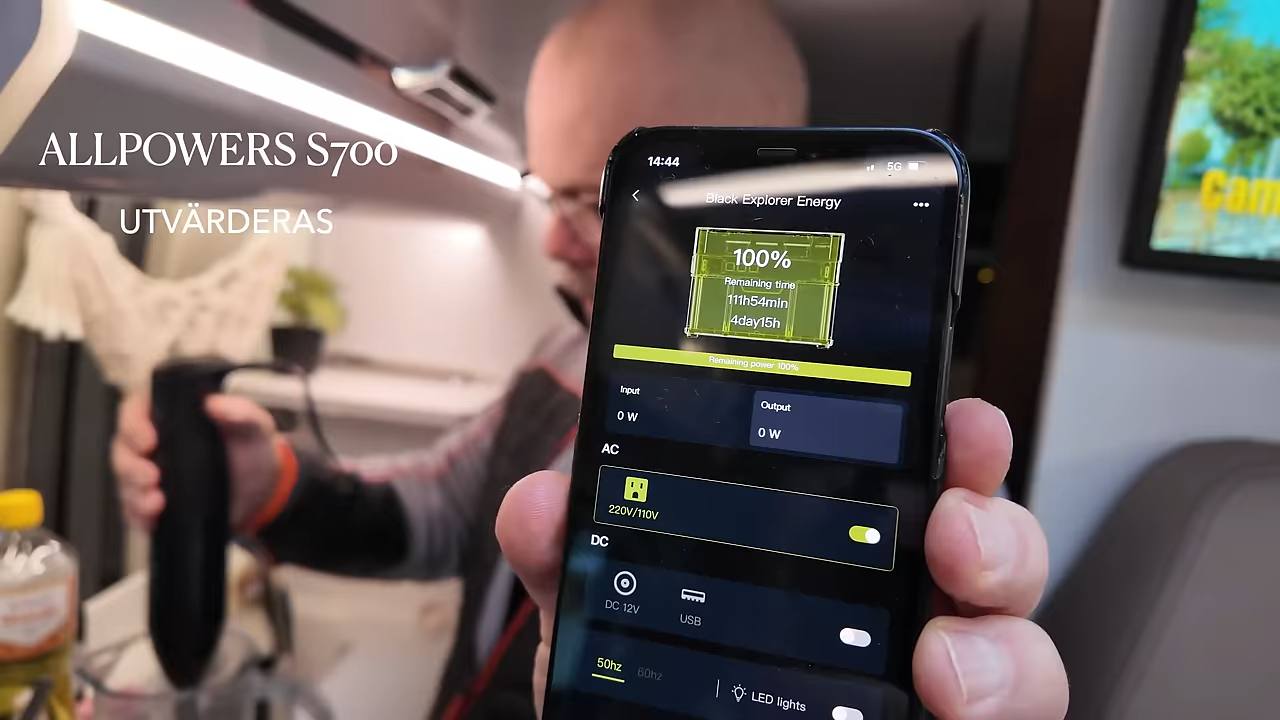 ALLPOWERS S700
UTVÄRDERAS
14:44
5G
Black Explorer Energy
100%
Remaining time
111h54min
4day15h
Remaining power 100%
Input
Output
0 W
0 W
AC
220V/110V
DC
DC 12V
USB
50hz
60hz
LED lights
Cam